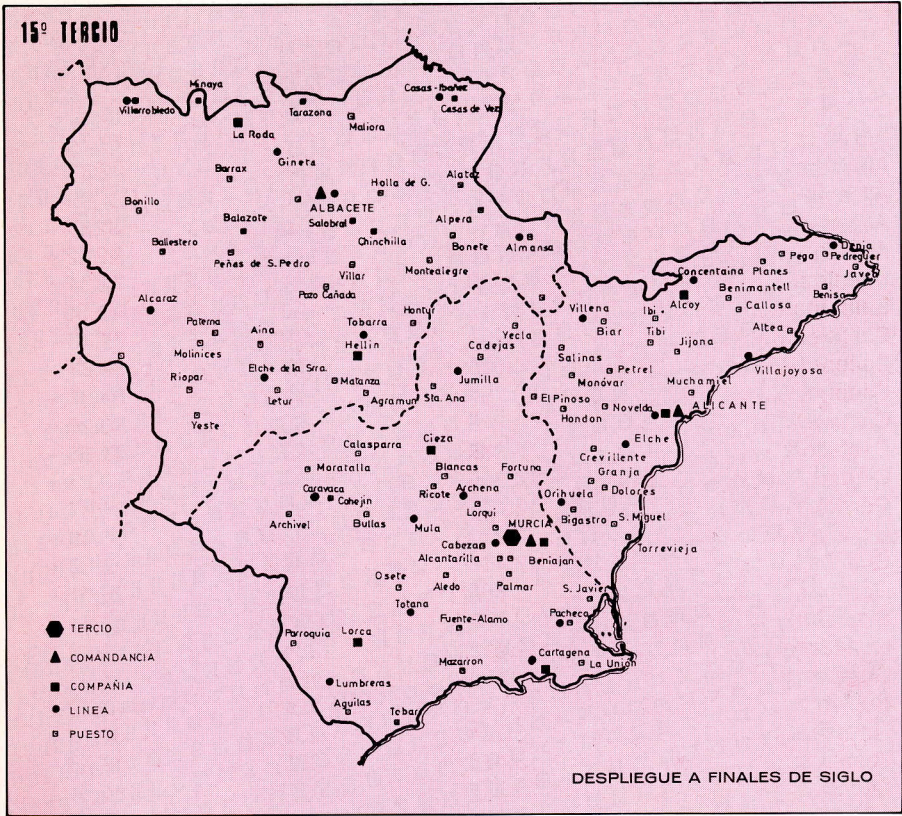 15º TERCIO
Minaya
Villarrobledo
Tarazona
Casas-Ibañez
Casas de Vez
La Roda
Maliora
Gineta
Barrax
Holla de G.
Alatoz
Bonillo
ALBACETE
Balazote
Salobral
Alpera
Chinchilla
Bonete
Almansa
Ballestero
Peñas de S. Pedro
Villar
Montealegre
Pozo Cañada
Denia
Pego
Pedreguer
Planes
Javea
Concentaina
Benimantell
Benisa
Alcoy
Callosa
Alcaraz
Hontur
Villena
Ibi
Altea
Paterna
Aina
Tobarra
Yecla
Biar
Tibi
Molinices
Hellin
Cadejas
Salinas
Jijona
Villajoyosa
Riopar
Elche de la Srra.
Jumilla
Petrel
Monóvar
Muchamiel
Letur
Matanza
Agramun
Sta. Ana
El Pinoso
Novelda
ALICANTE
Hondon
Yeste
Calasparra
Cieza
Elche
Crevillente
Moratalla
Blancas
Fortuna
Granja
Caravaca
Cehejin
Ricote
Archena
Orihuela
Dolores
Archivel
Bullas
Lorqui
Mula
MURCIA
Bigastro
S. Miguel
Cabezo
Torrevieja
Alcantarilla
Beniajan
Osete
Aledo
Palmar
Totana
S. Javier
Fuente-Alamo
Pacheco
Parroquia
Lorca
Cartagena
Mazarron
La Unión
Lumbreras
Aguilas
Tebar
TERCIO
COMANDANCIA
COMPAÑIA
LINEA
PUESTO
DESPLIEGUE A FINALES DE SIGLO